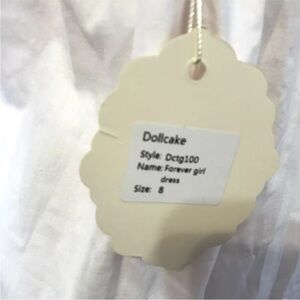 Dollcake
Style: Dctg100
Name: Forever girl
dress
Size: 8